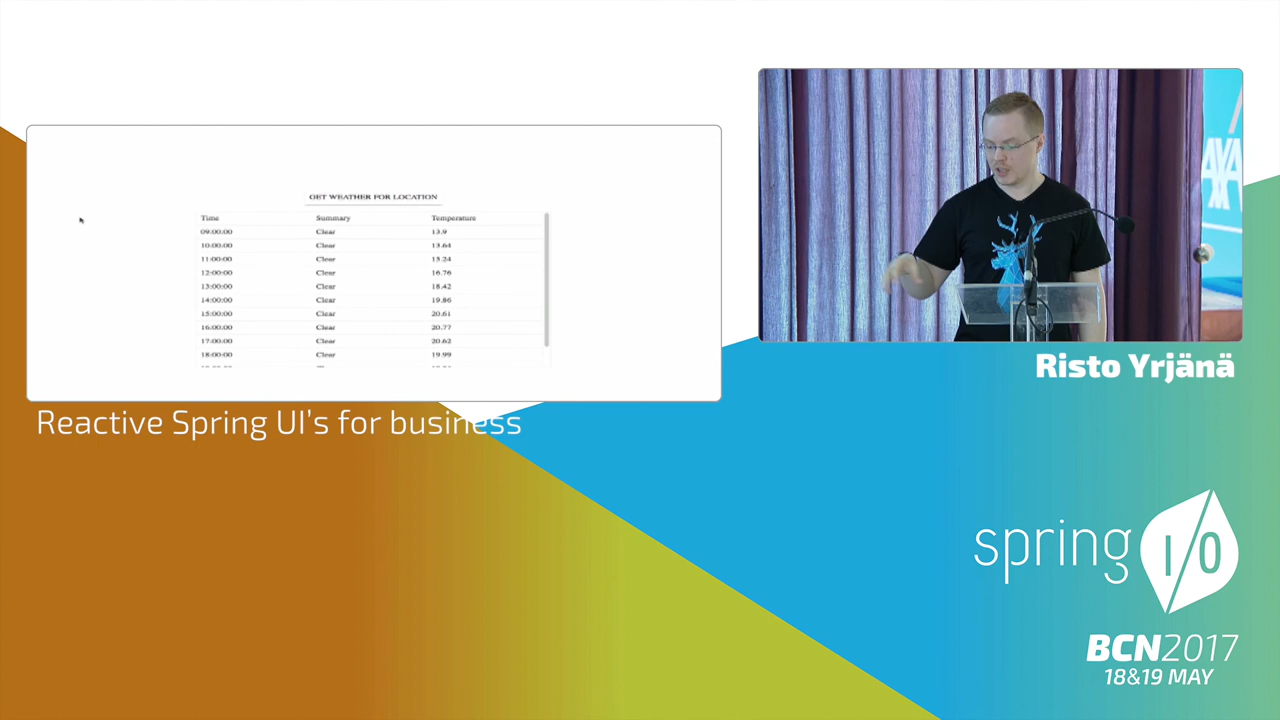 GET WEATHER FOR LOCATION
Time Summary Temperature
09:00:00 Clear 13.9
10:00:00 Clear 13.64
11:00:00 Clear 15.24
12:00:00 Clear 16.76
13:00:00 Clear 18.42
14:00:00 Clear 19.86
15:00:00 Clear 20.61
16:00:00 Clear 20.77
17:00:00 Clear 20.62
18:00:00 Clear 19.99
AXA
Risto Yrjänä
Reactive Spring UI's for business
spring I/O
BCN2017
18&19 MAY